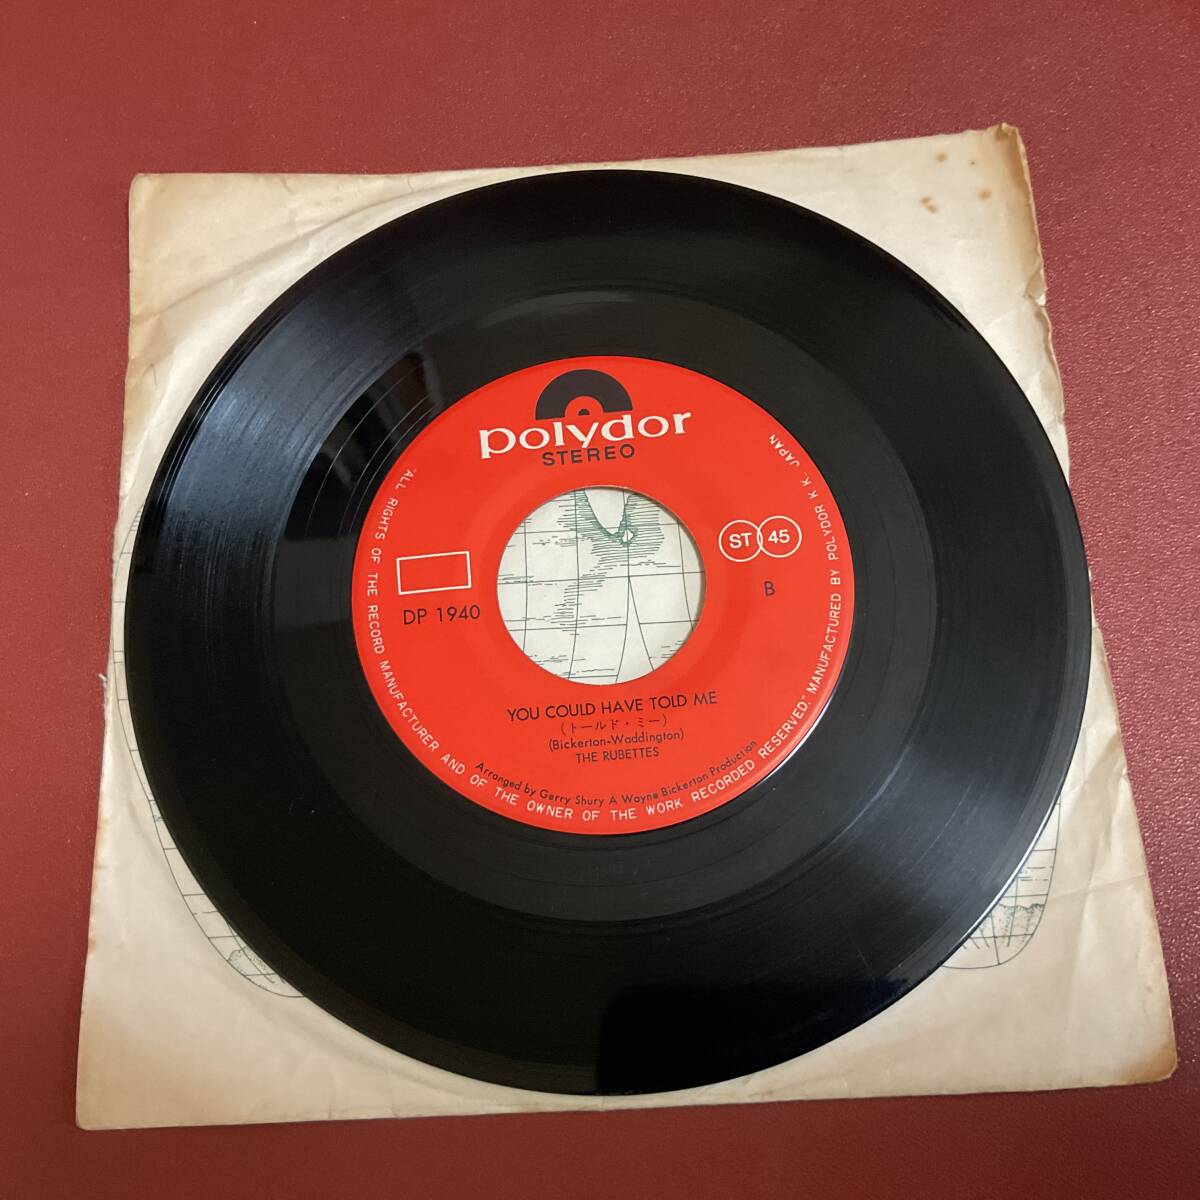 polydor
STEREO
ST 45
DP 1940
B
YOU COULD HAVE TOLD ME
(トールド・ミー)
(Bickerton-Waddington)
THE RUBETTES
Arranged by Gerry Shury A Wayne Bickerton Production
"ALL RIGHTS OF THE RECORD MANUFACTURER AND OF THE OWNER OF THE WORK RECORDED RESERVED." MANUFACTURED BY POLYDOR K.K. JAPAN